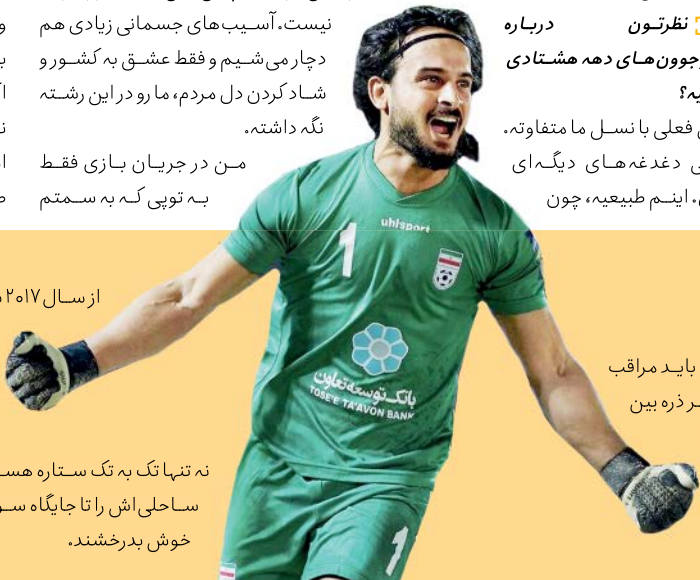 نظرتون درباره
جوون‌های دهه هشتادی
فعلی با نسل ما متفاوته.
دغدغه‌های دیگه‌ای
اینم طبیعیه، چون
نیست. آسیب‌های جسمانی زیادی هم
دچار می‌شیم و فقط عشق به کشور و
شاد کردن دل مردم، ما رو در این رشته
نگه داشته.
من در جریان بازی فقط
به توپی که به سمتم
uhlsport
1
بانک توسعه تعاون
TOSE'E TA'AVON BANK
1
باید مراقب
ذره بین
از سال ۲۰۱۷
نه تنها تک به تک ستاره
ساحلی‌اش را تا جایگاه
خوش بدرخشند.